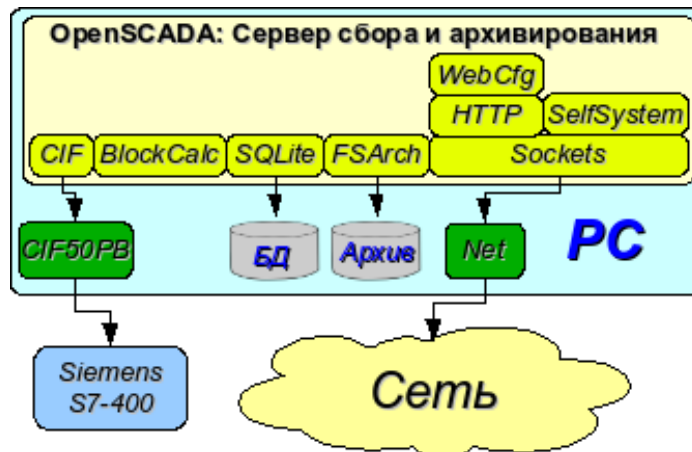 OpenSCADA: Сервер сбора и архивирования
WebCfg
HTTP
SelfSystem
CIF
BlockCalc
SQLite
FSArch
Sockets
CIF50PB
БД
Архив
Net
PC
Siemens
S7-400
Сеть